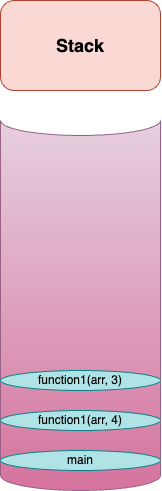 Stack
function1(arr, 3)
function1(arr, 4)
main